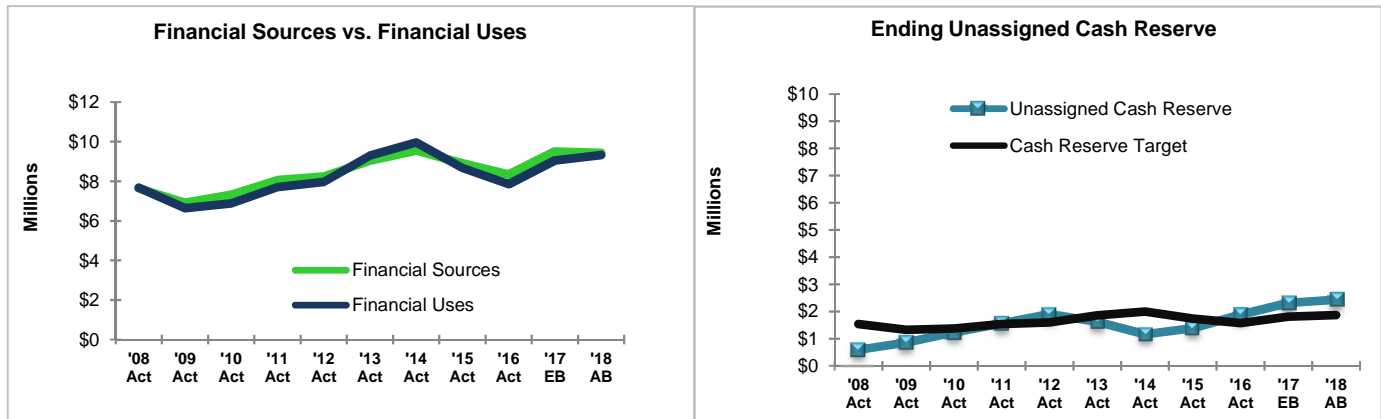 Financial Sources vs. Financial Uses
$12
$10
$8
$6
$4
$2
$0
Millions
Financial Sources
Financial Uses
'08 '09 '10 '11 '12 '13 '14 '15 '16 '17 '18
Act Act Act Act Act Act Act Act Act EB AB
Ending Unassigned Cash Reserve
$10
$9
$8
$7
$6
$5
$4
$3
$2
$1
$0
Millions
Unassigned Cash Reserve
Cash Reserve Target
'08 '09 '10 '11 '12 '13 '14 '15 '16 '17 '18
Act Act Act Act Act Act Act Act Act EB AB